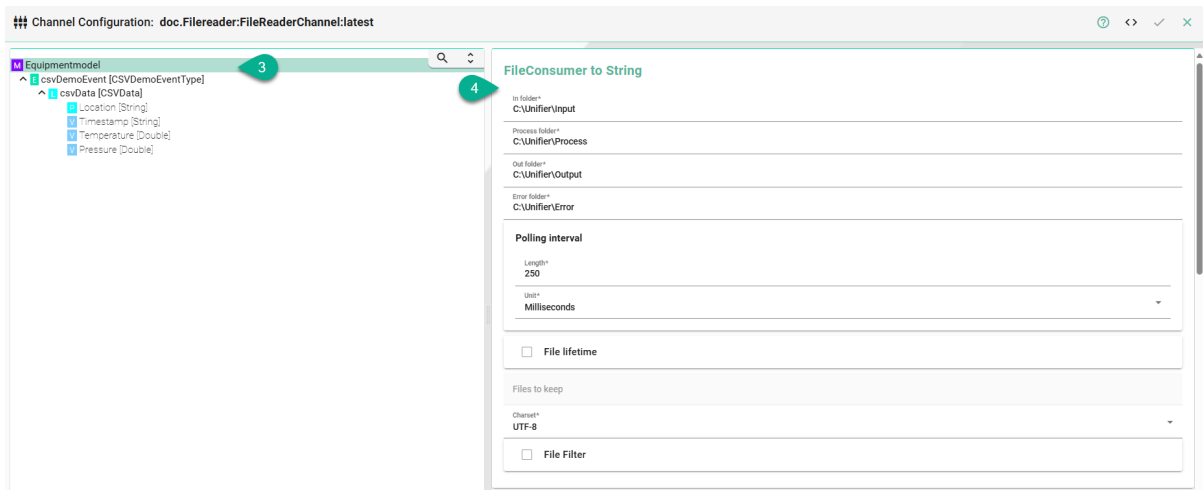 Channel Configuration: doc.Filereader:FileReaderChannel:latest
M Equipmentmodel
3
E csvDemoEvent [CSVDemoEventType]
L csvData [CSVData]
P Location [String]
V Timestamp [String]
V Temperature [Double]
V Pressure [Double]
4
FileConsumer to String
In folder*
C:\Unifier\Input
Process folder*
C:\Unifier\Process
Out folder*
C:\Unifier\Output
Error folder*
C:\Unifier\Error
Polling interval
Length*
250
Unit*
Milliseconds
File lifetime
Files to keep
Charset*
UTF-8
File Filter